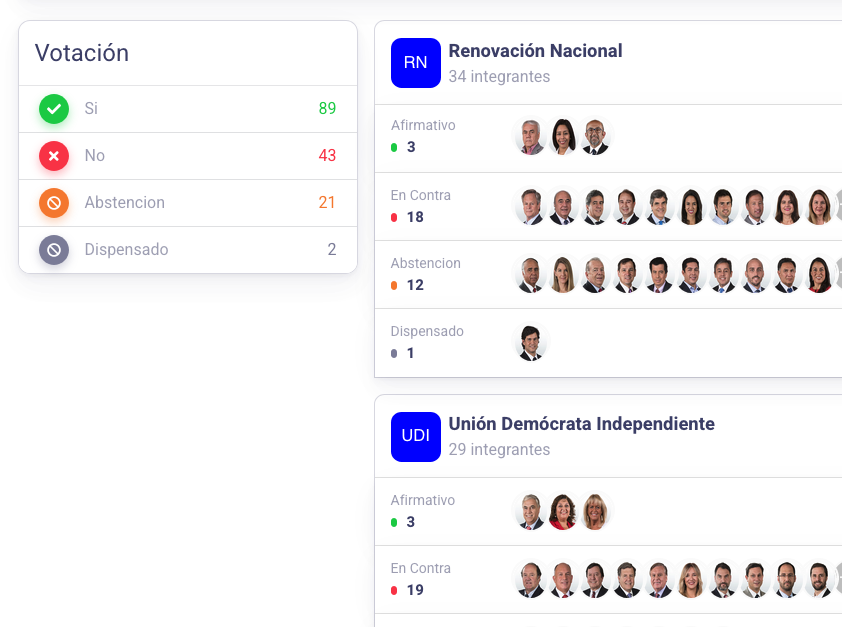 Votación
Si 89
No 43
Abstencion 21
Dispensado 2
RN Renovación Nacional
34 integrantes
Afirmativo
3
En Contra
18
Abstencion
12
Dispensado
1
UDI Unión Demócrata Independiente
29 integrantes
Afirmativo
3
En Contra
19